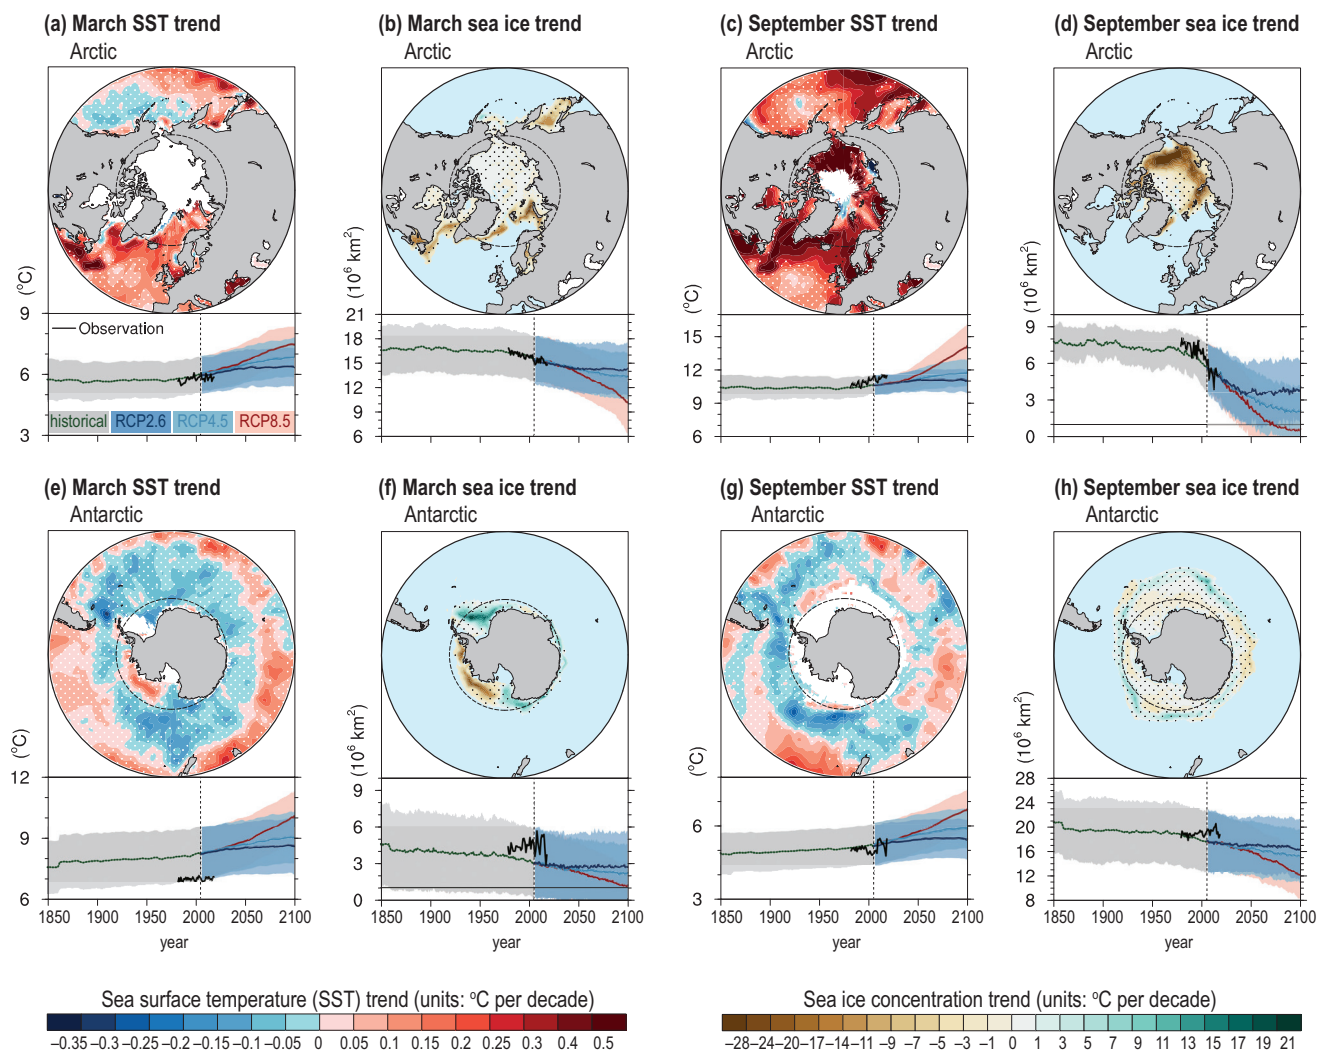 (a) March SST trend
Arctic
(b) March sea ice trend
Arctic
(c) September SST trend
Arctic
(d) September sea ice trend
Arctic
(°C)
9
6
3
Observation
historical
RCP2.6
RCP4.5
RCP8.5
(10⁶ km²)
21
18
15
12
9
6
(°C)
15
12
9
6
(10⁶ km²)
9
6
3
0
(e) March SST trend
Antarctic
(f) March sea ice trend
Antarctic
(g) September SST trend
Antarctic
(h) September sea ice trend
Antarctic
(°C)
12
9
6
1850 1900 1950 2000 2050 2100
year
(10⁶ km²)
9
6
3
0
1850 1900 1950 2000 2050 2100
year
(°C)
6
3
1850 1900 1950 2000 2050 2100
year
(10⁶ km²)
28
24
20
16
12
8
1850 1900 1950 2000 2050 2100
year
Sea surface temperature (SST) trend (units: °C per decade)
−0.35 −0.3 −0.25 −0.2 −0.15 −0.1 −0.05 0 0.05 0.1 0.15 0.2 0.25 0.3 0.4 0.5
Sea ice concentration trend (units: °C per decade)
−28 −24 −20 −17 −14 −11 −9 −7 −5 −3 −1 0 1 3 5 7 9 11 13 15 17 19 21